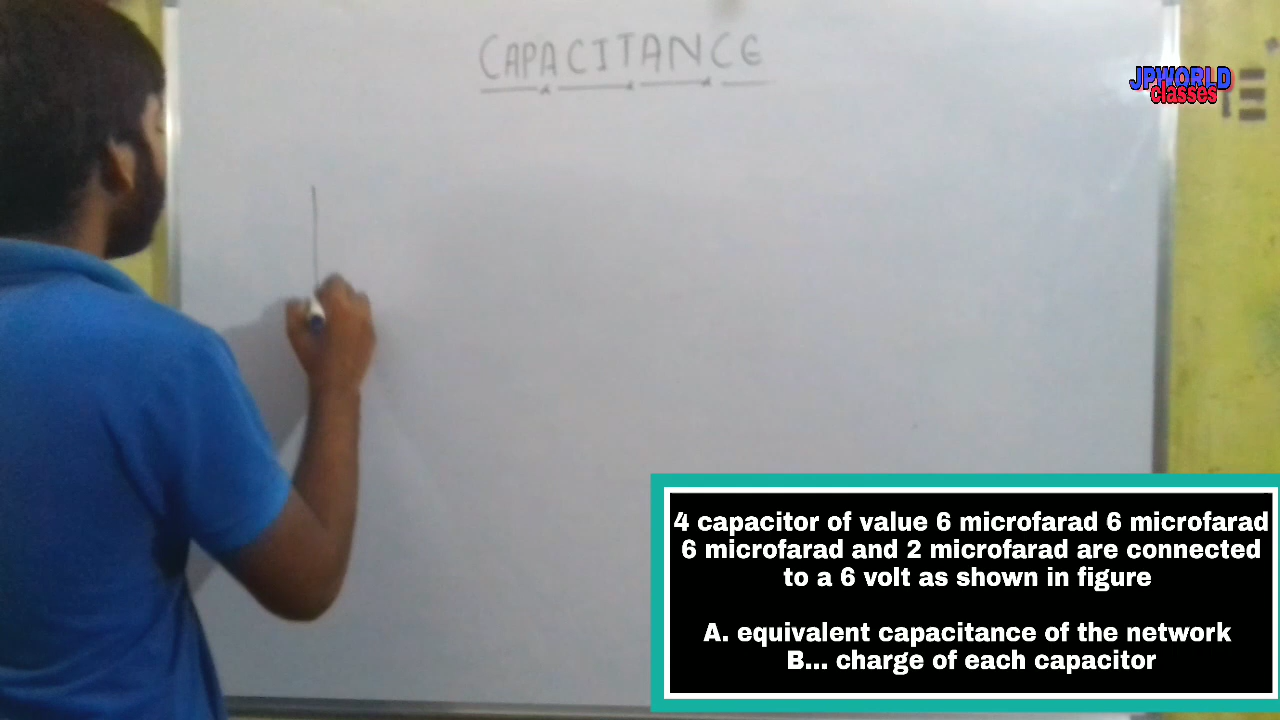 CAPACITANCE
JPWORLD
classes
4 capacitor of value 6 microfarad 6 microfarad
6 microfarad and 2 microfarad are connected
to a 6 volt as shown in figure
A. equivalent capacitance of the network
B... charge of each capacitor